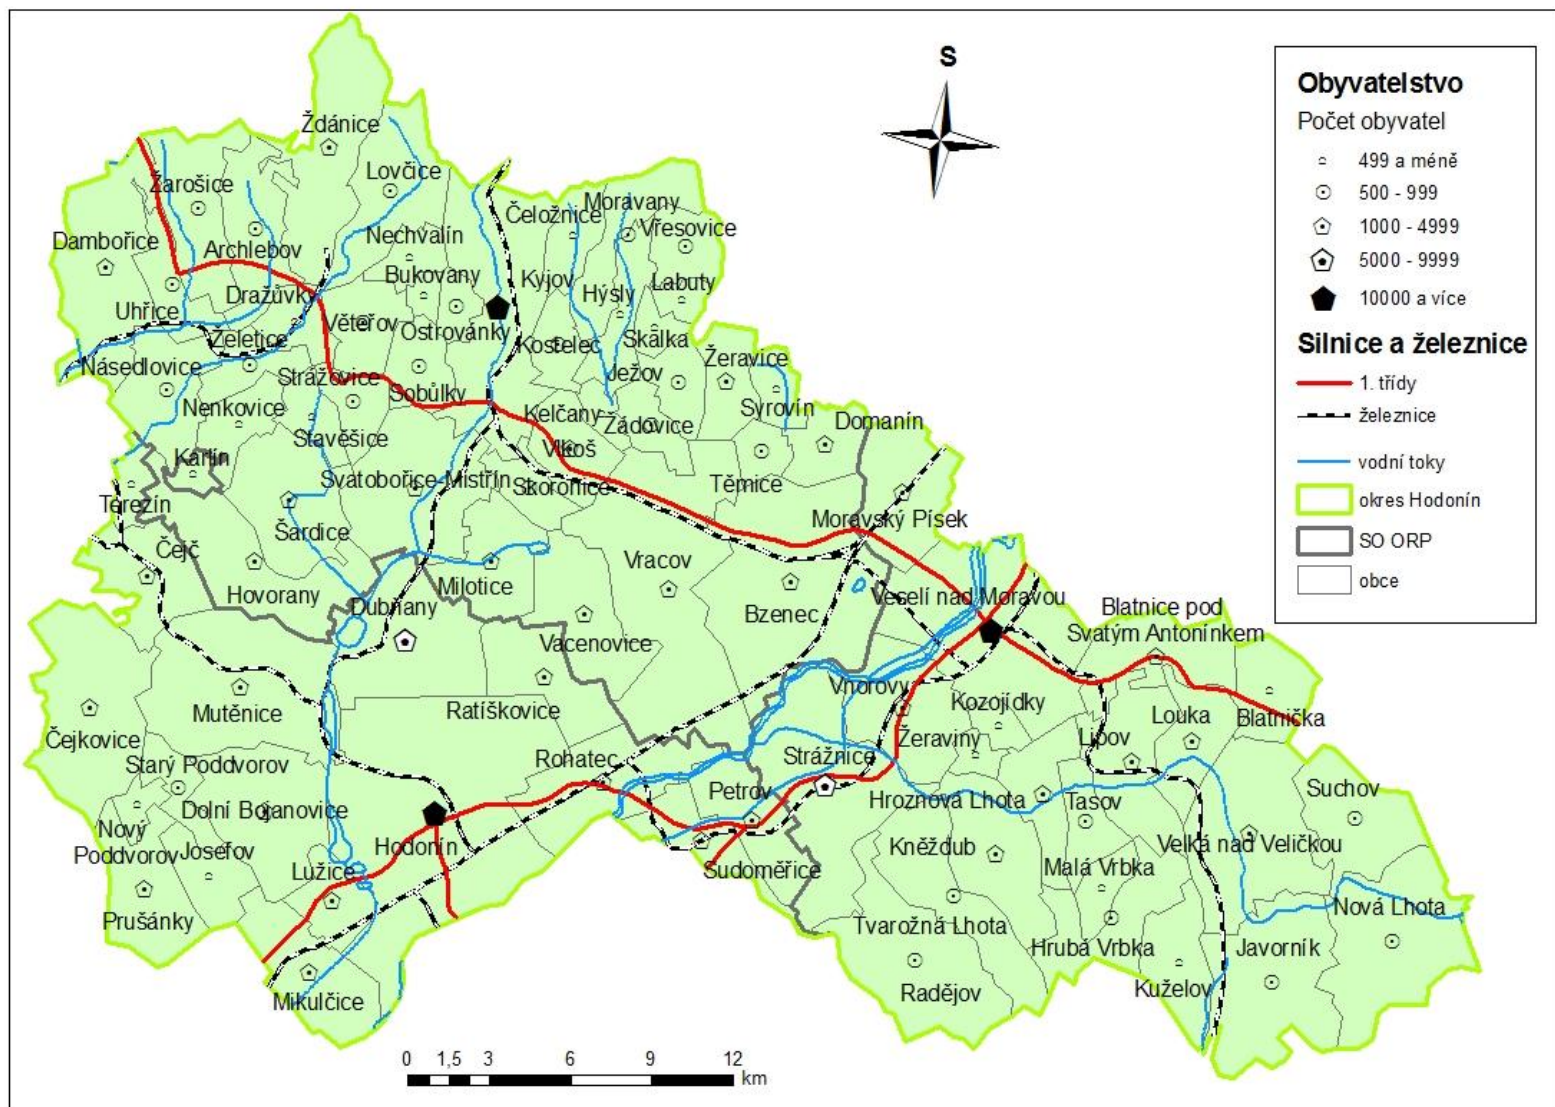 S
Obyvatelstvo
Počet obyvatel
499 a méně
500 - 999
1000 - 4999
5000 - 9999
10000 a více
Silnice a železnice
1. třídy
železnice
vodní toky
okres Hodonín
SO ORP
obce
Ždánice
Lovčice
Žarošice
Moravany
Čeložnice
Vřesovice
Dambořice
Archlebov
Nechvalín
Bukovany
Kyjov
Hýsly
Labuty
Uhřice
Dražůvky
Věteřov
Ostrovánky
Želetice
Kostelec
Skalka
Násedlovice
Strážovice
Sobůlky
Ježov
Žeravice
Nenkovice
Stavěšice
Kelčany
Žádovice
Syrovín
Domanín
Vlkoš
Karlín
Svatobořice-Mistřín
Skoronice
Těmice
Terezín
Šardice
Moravský Písek
Čejč
Hovorany
Milotice
Vracov
Bzenec
Veselí nad Moravou
Dubňany
Vacenovice
Blatnice pod
Svatým Antonínkem
Mutěnice
Ratíškovice
Vnorovy
Kozojídky
Louka
Blatnička
Čejkovice
Žeraviny
Lipov
Starý Poddvorov
Rohatec
Strážnice
Suchov
Dolní Bojanovice
Petrov
Hroznová Lhota
Tasov
Nový
Poddvorov
Josefov
Hodonín
Kněždub
Velká nad Veličkou
Lužice
Sudoměřice
Malá Vrbka
Prušánky
Nová Lhota
Tvarožná Lhota
Hrubá Vrbka
Javorník
Mikulčice
Radějov
Kuželov
0 1,5 3 6 9 12
km